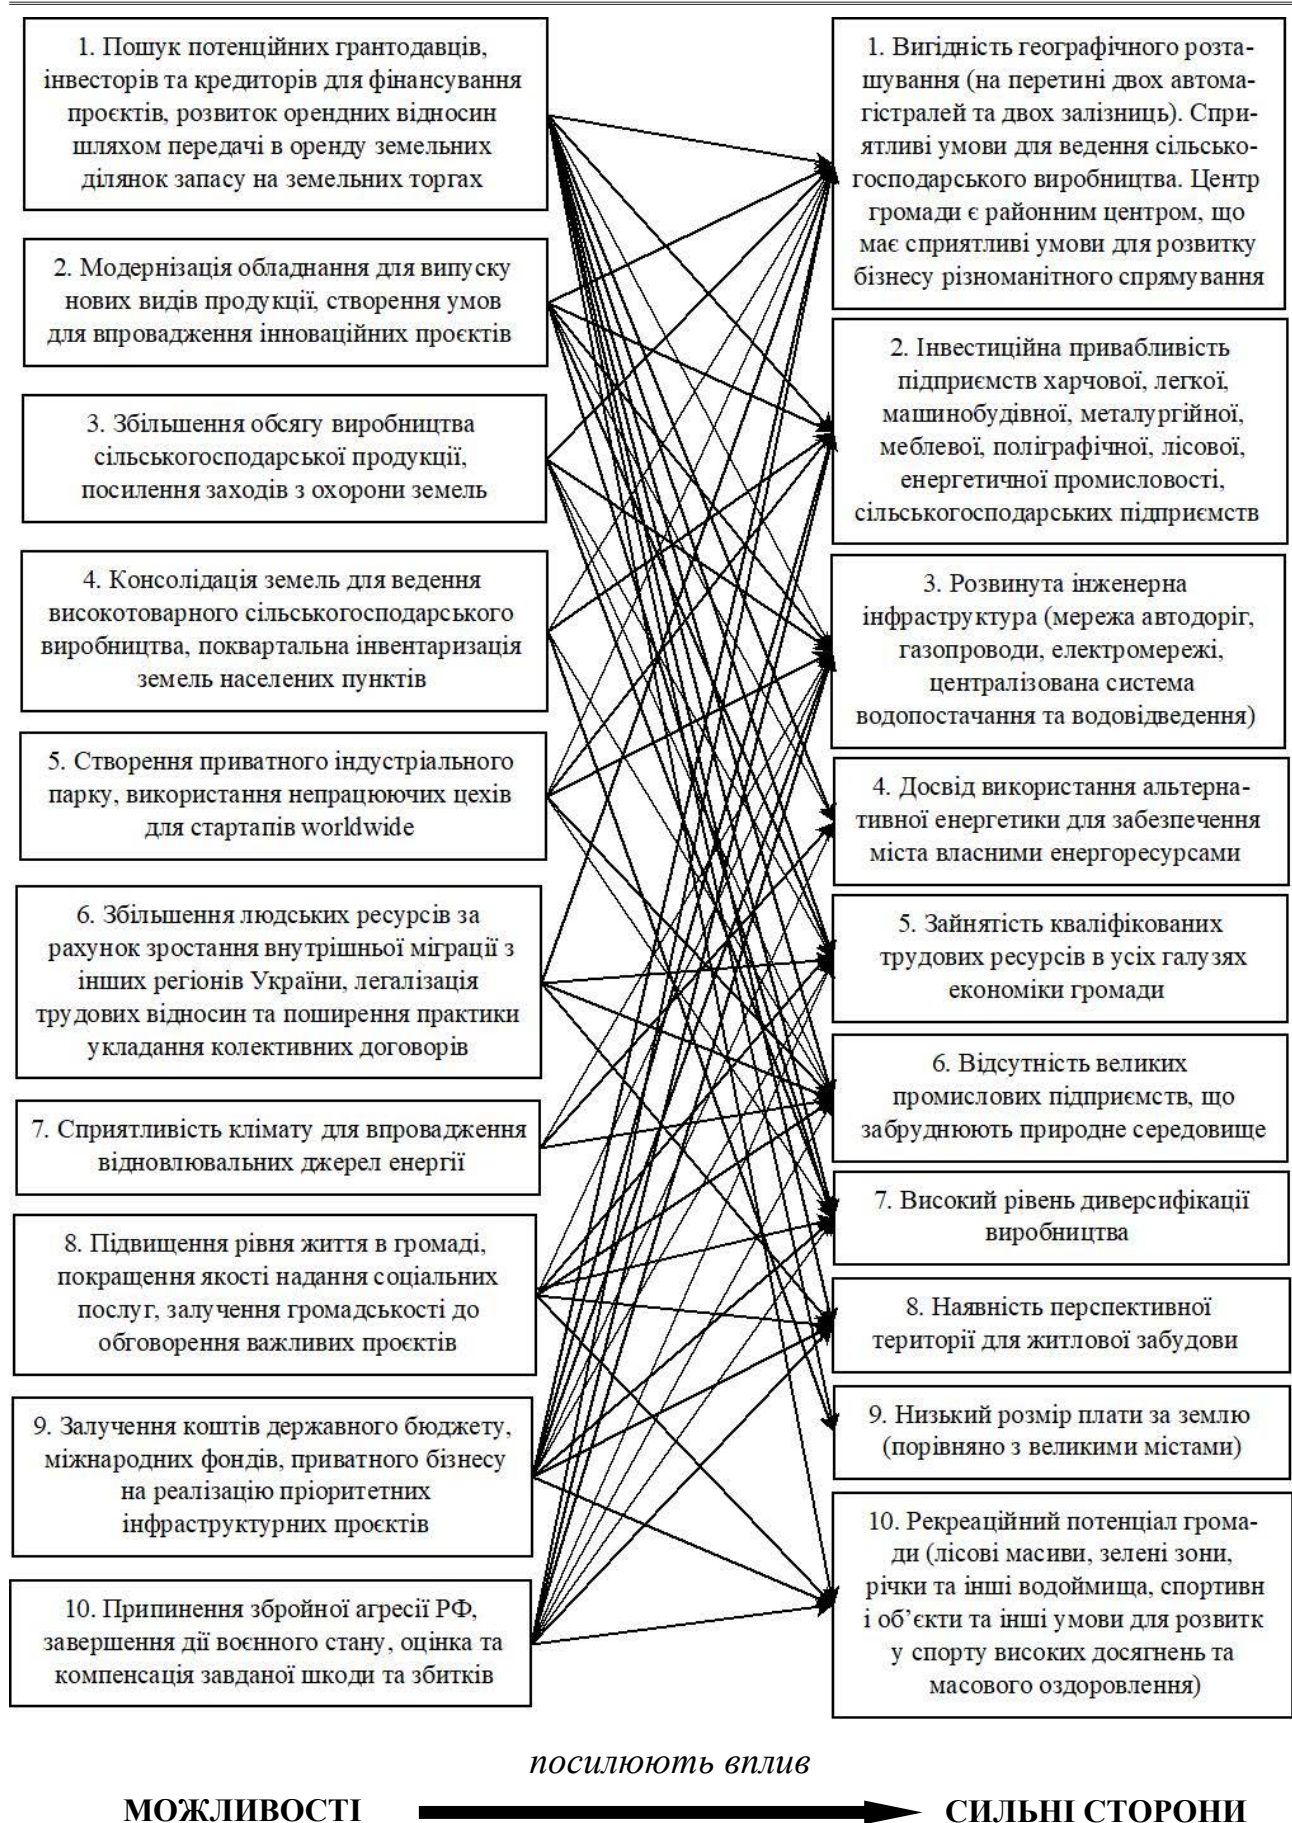 1. Пошук потенційних грантодавців,
інвесторів та кредиторів для фінансування
проєктів, розвиток орендних відносин
шляхом передачі в оренду земельних
ділянок запасу на земельних торгах
2. Модернізація обладнання для випуску
нових видів продукції, створення умов
для впровадження інноваційних проєктів
3. Збільшення обсягу виробництва
сільськогосподарської продукції,
посилення заходів з охорони земель
4. Консолідація земель для ведення
високотоварного сільськогосподарського
виробництва, поквартальна інвентаризація
земель населених пунктів
5. Створення приватного індустріального
парку, використання непрацюючих цехів
для стартапів worldwide
6. Збільшення людських ресурсів за
рахунок зростання внутрішньої міграції з
інших регіонів України, легалізація
трудових відносин та поширення практики
укладання колективних договорів
7. Сприятливість клімату для впровадження
відновлювальних джерел енергії
8. Підвищення рівня життя в громаді,
покращення якості надання соціальних
послуг, залучення громадськості до
обговорення важливих проєктів
9. Залучення коштів державного бюджету,
міжнародних фондів, приватного бізнесу
на реалізацію пріоритетних
інфраструктурних проєктів
10. Припинення збройної агресії РФ,
завершення дії воєнного стану, оцінка та
компенсація завданої шкоди та збитків
1. Вигідність географічного розта-
шування (на перетині двох автома-
гістралей та двох залізниць). Спри-
ятливі умови для ведення сільсько-
господарського виробництва. Центр
громади є районним центром, що
має сприятливі умови для розвитку
бізнесу різноманітного спрямування
2. Інвестиційна привабливість
підприємств харчової, легкої,
машинобудівної, металургійної,
меблевої, поліграфічної, лісової,
енергетичної промисловості,
сільськогосподарських підприємств
3. Розвинута інженерна
інфраструктура (мережа автодоріг,
газопроводи, електромережі,
централізована система
водопостачання та водовідведення)
4. Досвід використання альтерна-
тивної енергетики для забезпечення
міста власними енергоресурсами
5. Зайнятість кваліфікованих
трудових ресурсів в усіх галузях
економіки громади
6. Відсутність великих
промислових підприємств, що
забруднюють природне середовище
7. Високий рівень диверсифікації
виробництва
8. Наявність перспективної
території для житлової забудови
9. Низький розмір плати за землю
(порівняно з великими містами)
10. Рекреаційний потенціал грома-
ди (лісові масиви, зелені зони,
річки та інші водоймища, спортивн
і об’єкти та інші умови для розвитк
у спорту високих досягнень та
масового оздоровлення)
посилюють вплив
МОЖЛИВОСТІ СИЛЬНІ СТОРОНИ